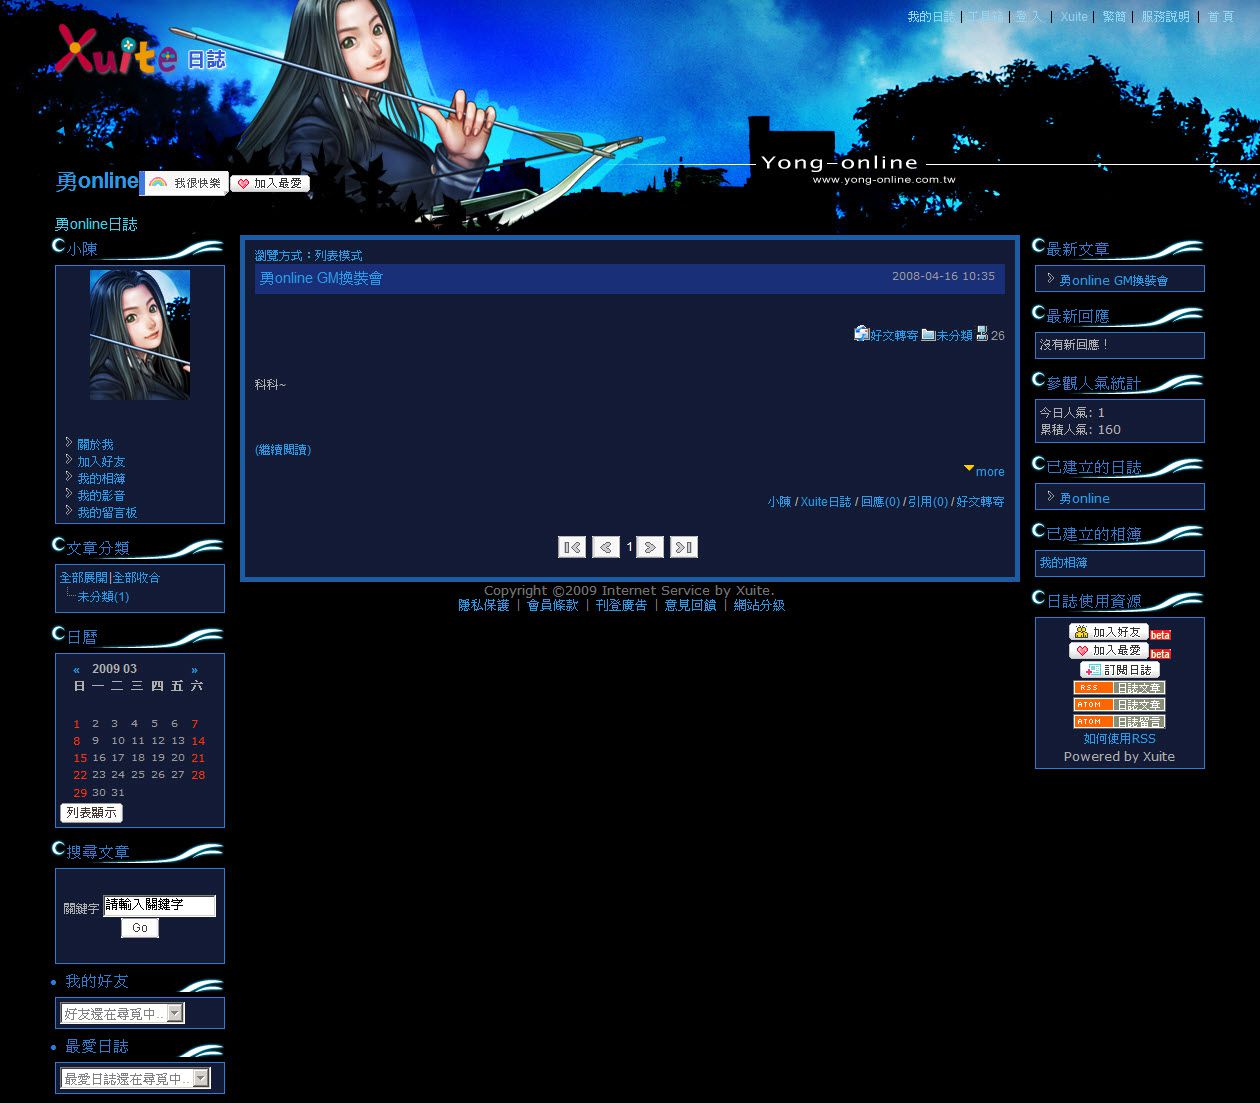 我的日誌 | 工具箱 | 登 入 | Xuite | 繁簡 | 服務說明 | 首 頁
Xuite 日誌
Yong-online
www.yong-online.com.tw
勇online 我很快樂 加入最愛
勇online日誌
小陳
關於我
加入好友
我的相簿
我的影音
我的留言板
文章分類
全部展開|全部收合
未分類(1)
日曆
« 2009 03 »
日 一 二 三 四 五 六
1 2 3 4 5 6 7
8 9 10 11 12 13 14
15 16 17 18 19 20 21
22 23 24 25 26 27 28
29 30 31
列表顯示
搜尋文章
關鍵字 請輸入關鍵字
Go
我的好友
好友還在尋覓中..
最愛日誌
最愛日誌還在尋覓中..
瀏覽方式：列表模式
勇online GM換裝會 2008-04-16 10:35
好文轉寄 未分類 26
科科~
(繼續閱讀)
more
小陳 / Xuite日誌 / 回應(0) / 引用(0) / 好文轉寄
1
Copyright ©2009 Internet Service by Xuite.
隱私保護 | 會員條款 | 刊登廣告 | 意見回饋 | 網站分級
最新文章
勇online GM換裝會
最新回應
沒有新回應！
參觀人氣統計
今日人氣: 1
累積人氣: 160
已建立的日誌
勇online
已建立的相簿
我的相簿
日誌使用資源
加入好友 beta
加入最愛 beta
訂閱日誌
RSS 日誌文章
ATOM 日誌文章
ATOM 日誌留言
如何使用RSS
Powered by Xuite